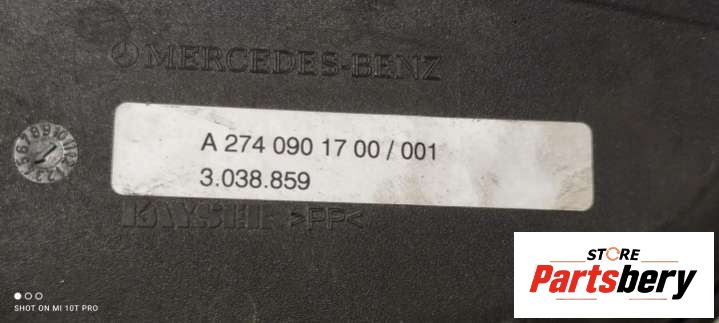 MERCEDES-BENZ
A 274 090 17 00 / 001
3.038.859
>PP<
STORE
Partsbery
SHOT ON MI 10T PRO